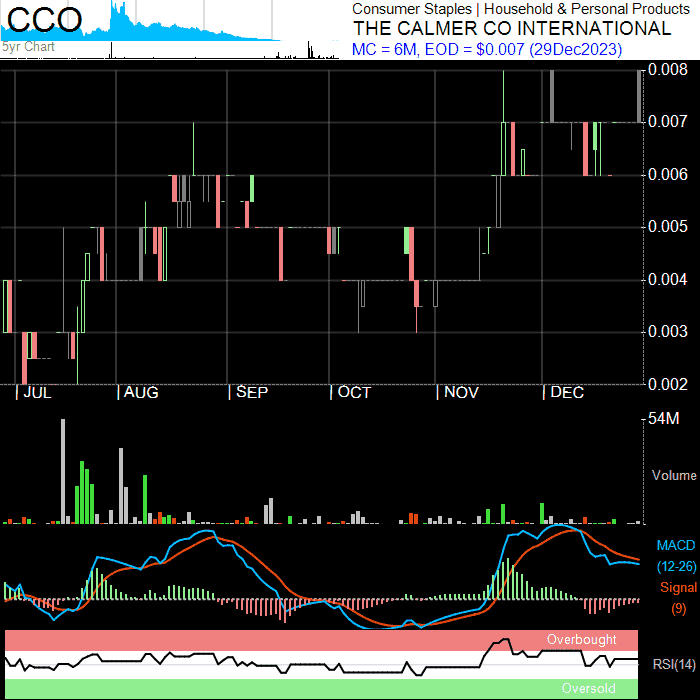 CCO
Consumer Staples | Household & Personal Products
THE CALMER CO INTERNATIONAL
5yr Chart
MC = 6M, EOD = $0.007 (29Dec2023)
0.008
0.007
0.006
0.005
0.004
0.003
0.002
JUL AUG SEP OCT NOV DEC
54M
Volume
MACD
(12-26)
Signal
(9)
Overbought
RSI(14)
Oversold